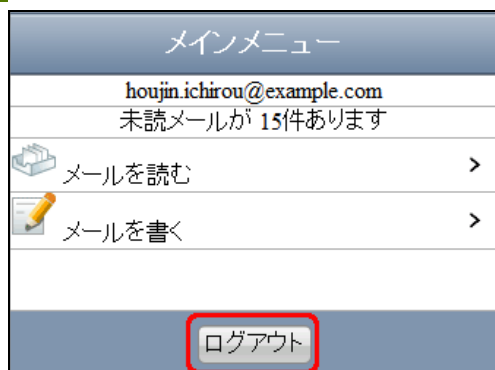 メインメニュー
houjin.ichirou@example.com
未読メールが 15件あります
メールを読む
メールを書く
ログアウト